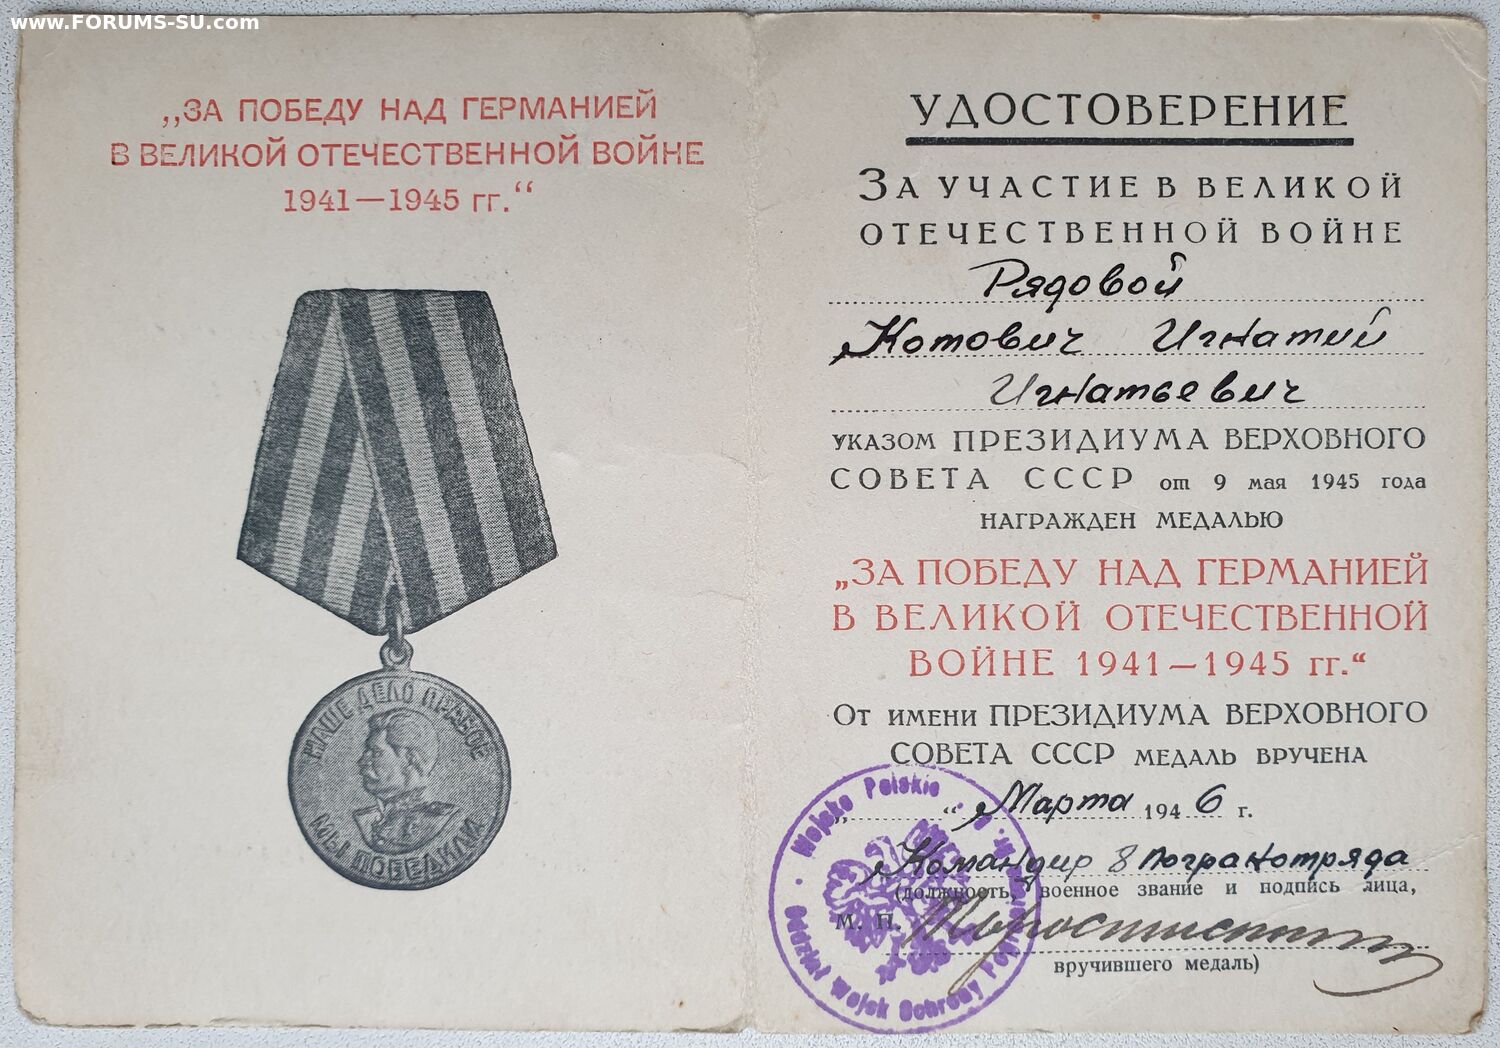 www.FORUMS-SU.com
„ЗА ПОБЕДУ НАД ГЕРМАНИЕЙ
В ВЕЛИКОЙ ОТЕЧЕСТВЕННОЙ ВОЙНЕ
1941—1945 гг.“
НАШЕ ДЕЛО ПРАВОЕ
МЫ ПОБЕДИЛИ
УДОСТОВЕРЕНИЕ
ЗА УЧАСТИЕ В ВЕЛИКОЙ
ОТЕЧЕСТВЕННОЙ ВОЙНЕ
Рядовой
Котович Игнатий
Игнатьевич
УКАЗОМ ПРЕЗИДИУМА ВЕРХОВНОГО
СОВЕТА СССР от 9 мая 1945 года
НАГРАЖДЕН МЕДАЛЬЮ
„ЗА ПОБЕДУ НАД ГЕРМАНИЕЙ
В ВЕЛИКОЙ ОТЕЧЕСТВЕННОЙ
ВОЙНЕ 1941—1945 гг.“
ОТ ИМЕНИ ПРЕЗИДИУМА ВЕРХОВНОГО
СОВЕТА СССР МЕДАЛЬ ВРУЧЕНА
„ “ Марта 1946 г.
Командир 8 погранотряда
(должность, военное звание и подпись лица,
М. П.
вручившего медаль)
Wojsko Polskie
Oddział Wojsk Ochrony